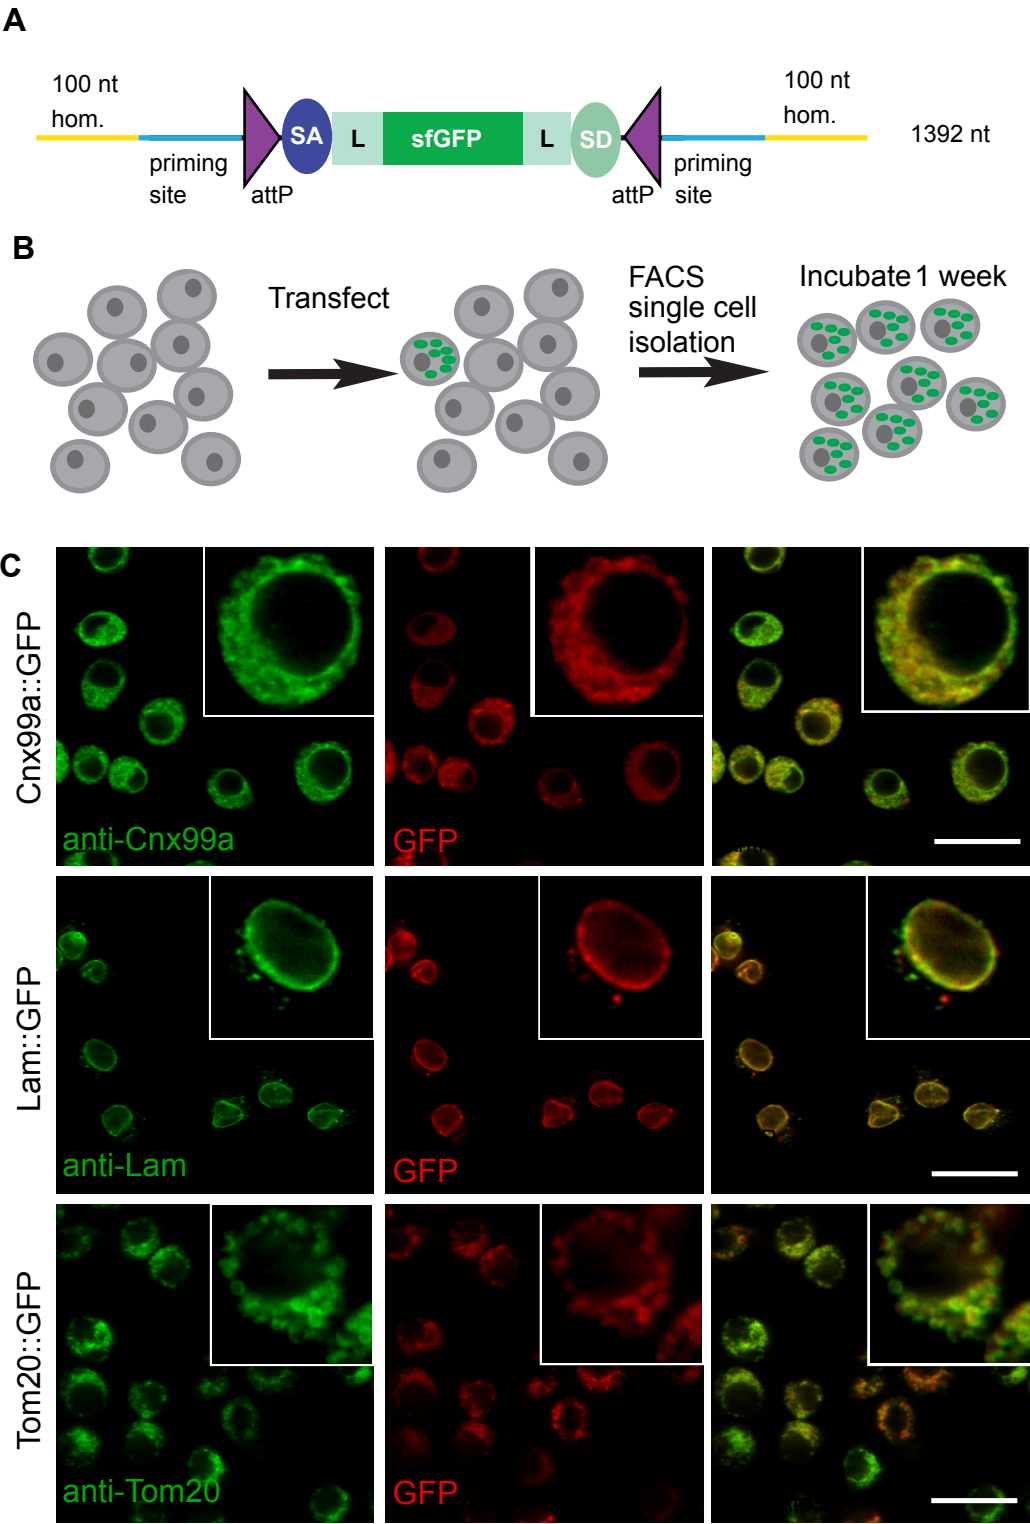 A
100 nt
hom.
priming
site
attP
SA
L
sfGFP
L
SD
attP
priming
site
100 nt
hom.
1392 nt
B
Transfect
FACS
single cell
isolation
Incubate 1 week
C
Cnx99a::GFP
anti-Cnx99a
GFP
Lam::GFP
anti-Lam
GFP
Tom20::GFP
anti-Tom20
GFP